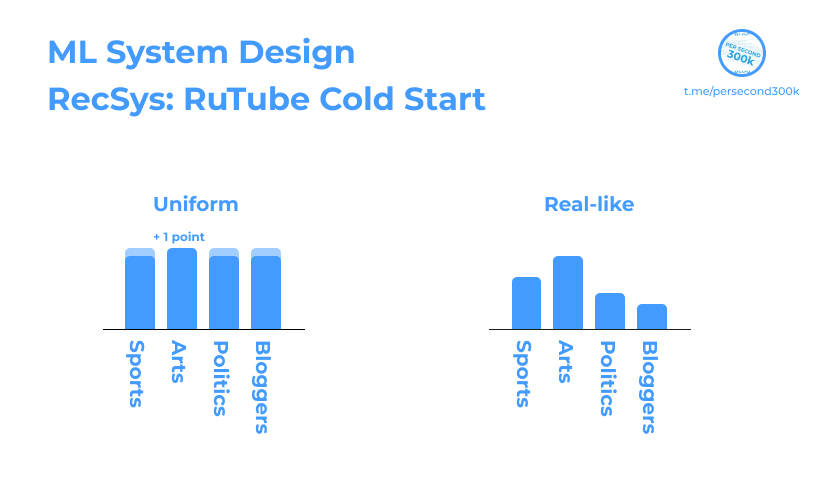 ML System Design
RecSys: RuTube Cold Start
PER SECOND
300k
t.me/persecond300k
Uniform
+ 1 point
Sports
Arts
Politics
Bloggers
Real-like
Sports
Arts
Politics
Bloggers